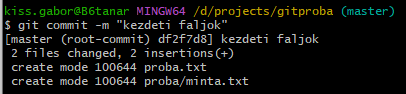 kiss.gabor@B6tanar MINGW64 /d/projects/gitproba (master)
$ git commit -m "kezdeti faljok"
[master (root-commit) df2f7d8] kezdeti faljok
 2 files changed, 2 insertions(+)
 create mode 100644 proba.txt
 create mode 100644 proba/minta.txt